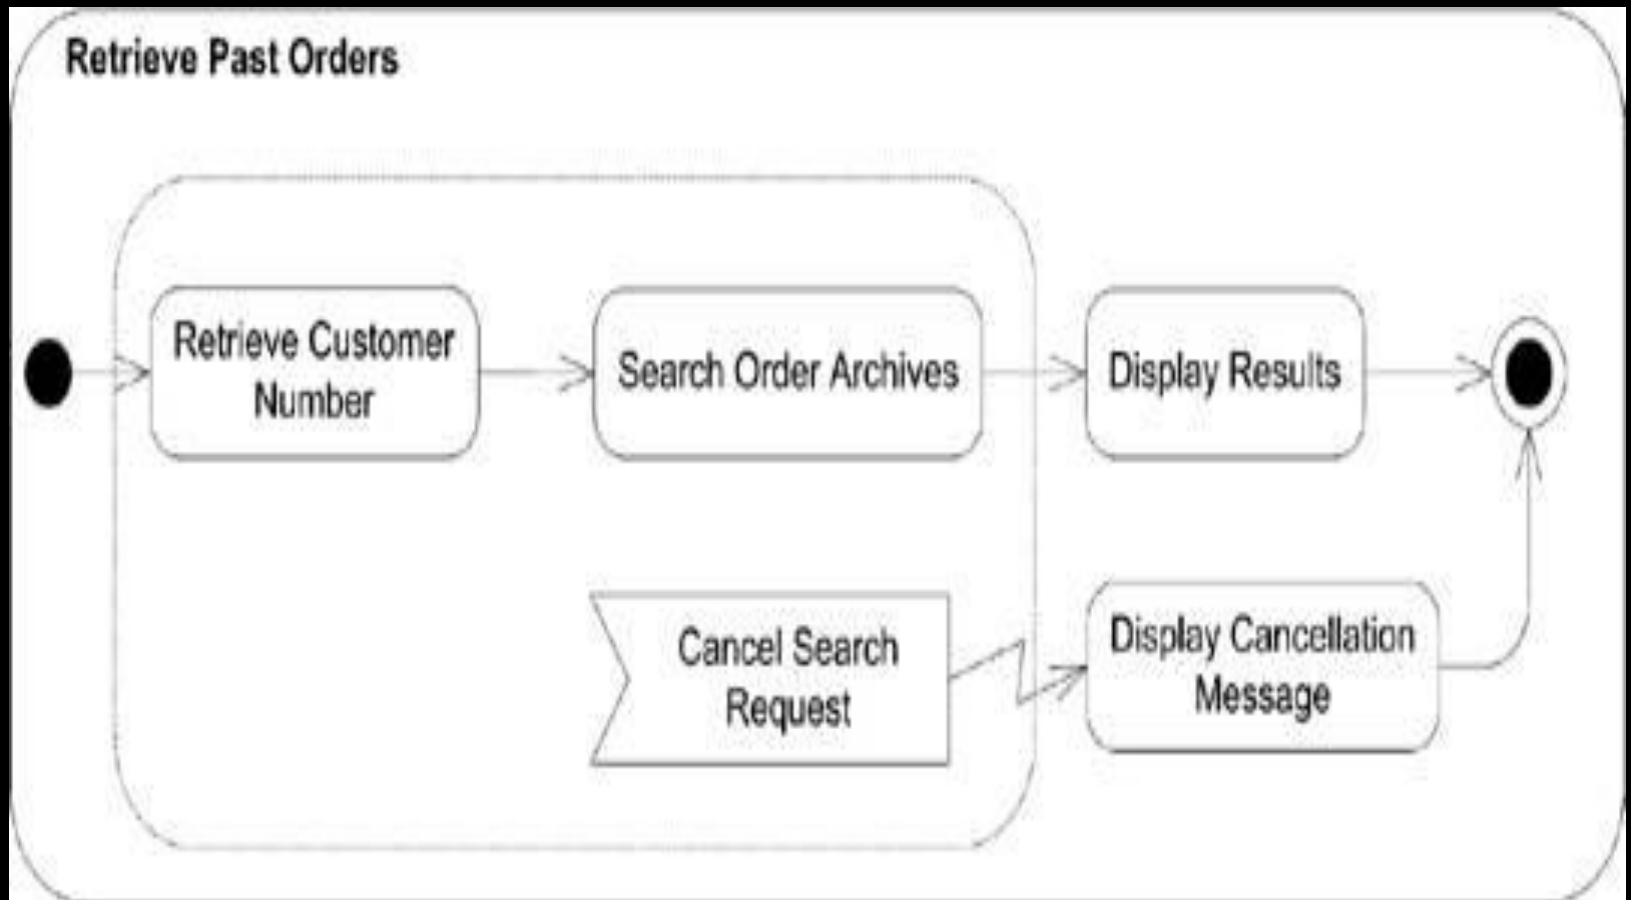 Retrieve Past Orders
Retrieve Customer
Number
Search Order Archives
Display Results
Cancel Search
Request
Display Cancellation
Message